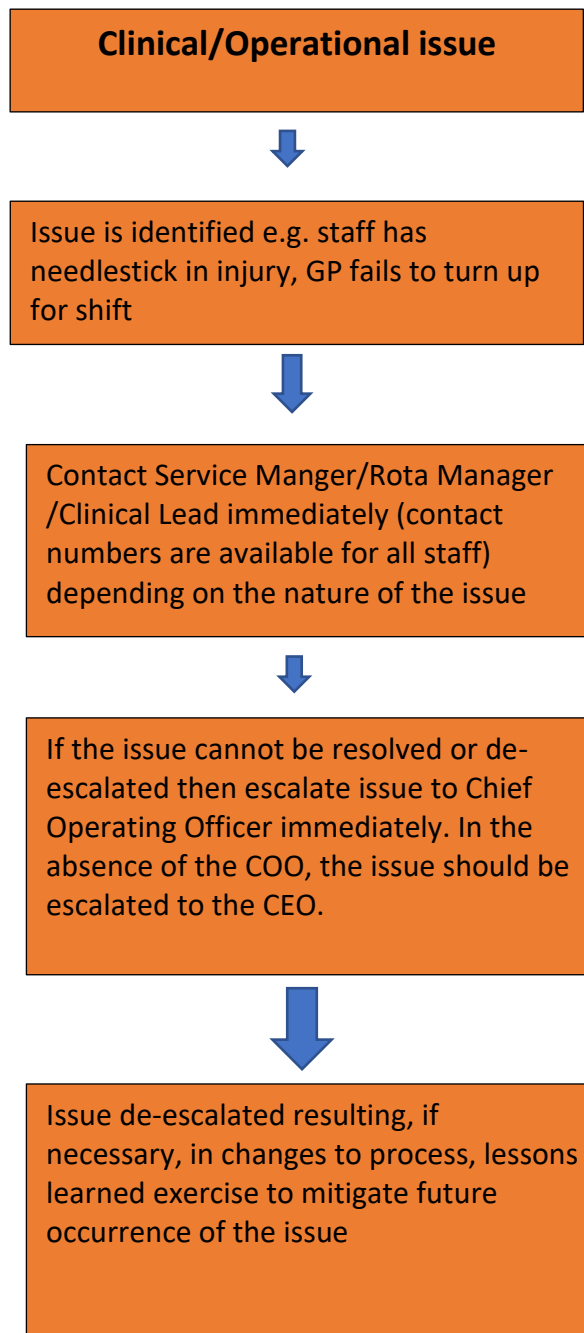 Clinical/Operational issue
Issue is identified e.g. staff has
needlestick in injury, GP fails to turn up
for shift
Contact Service Manger/Rota Manager
/Clinical Lead immediately (contact
numbers are available for all staff)
depending on the nature of the issue
If the issue cannot be resolved or de-
escalated then escalate issue to Chief
Operating Officer immediately. In the
absence of the COO, the issue should be
escalated to the CEO.
Issue de-escalated resulting, if
necessary, in changes to process, lessons
learned exercise to mitigate future
occurrence of the issue